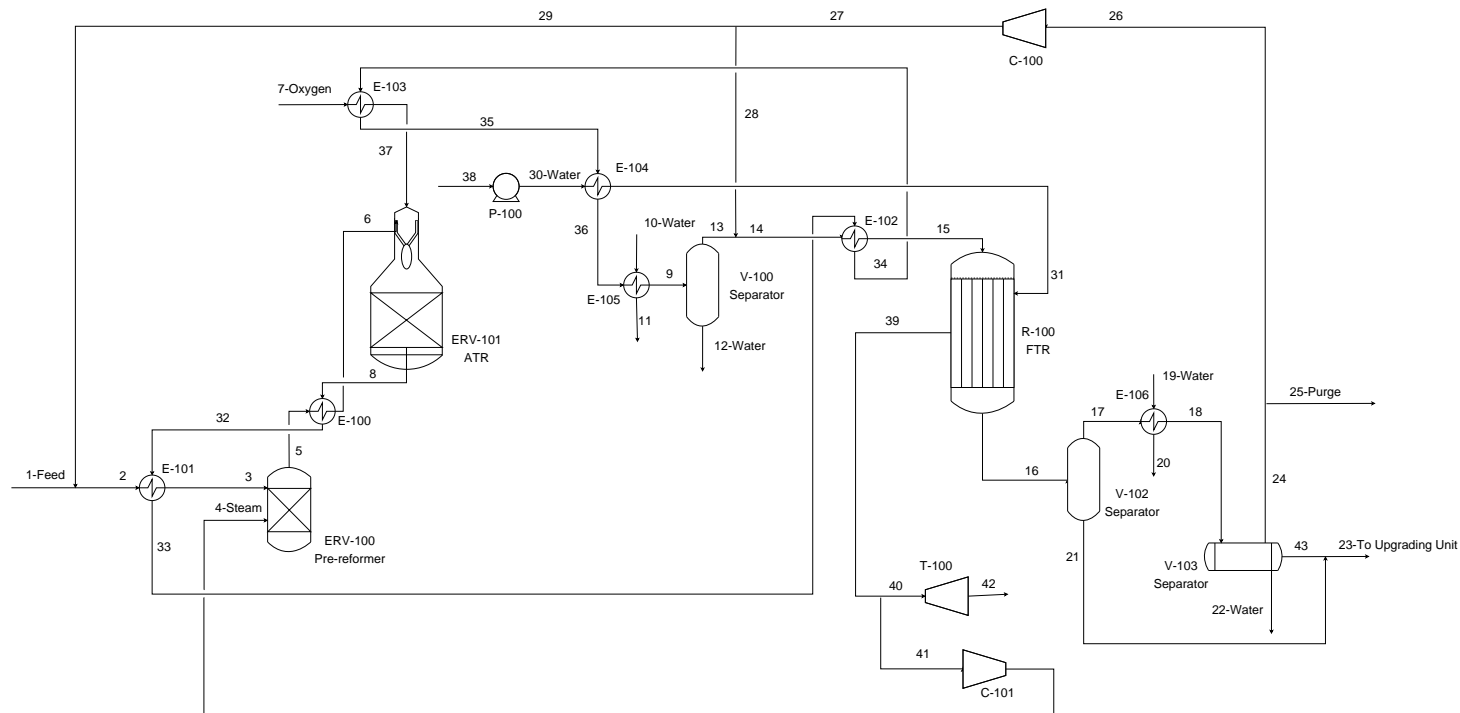 29
27
26
C-100
E-103
7-Oxygen
35
28
37
E-104
38
30-Water
P-100
6
36
10-Water
13
14
E-102
15
34
31
9
V-100
Separator
E-105
11
12-Water
39
R-100
FTR
ERV-101
ATR
8
32
E-100
5
19-Water
E-106
25-Purge
17
18
1-Feed
2
E-101
3
16
20
24
4-Steam
V-102
Separator
33
ERV-100
Pre-reformer
21
43
23-To Upgrading Unit
V-103
Separator
T-100
40
42
22-Water
41
C-101